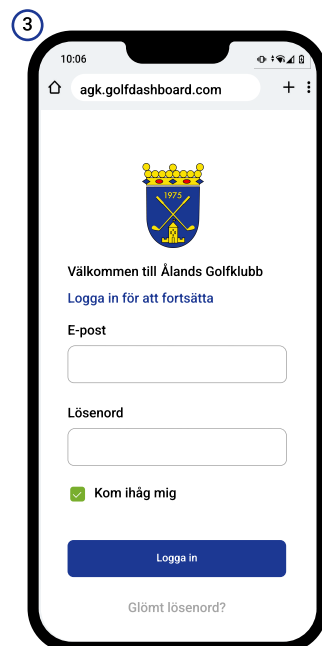 3
10:06
agk.golfdashboard.com
1975
Välkommen till Ålands Golfklubb
Logga in för att fortsätta
E-post
Lösenord
Kom ihåg mig
Logga in
Glömt lösenord?